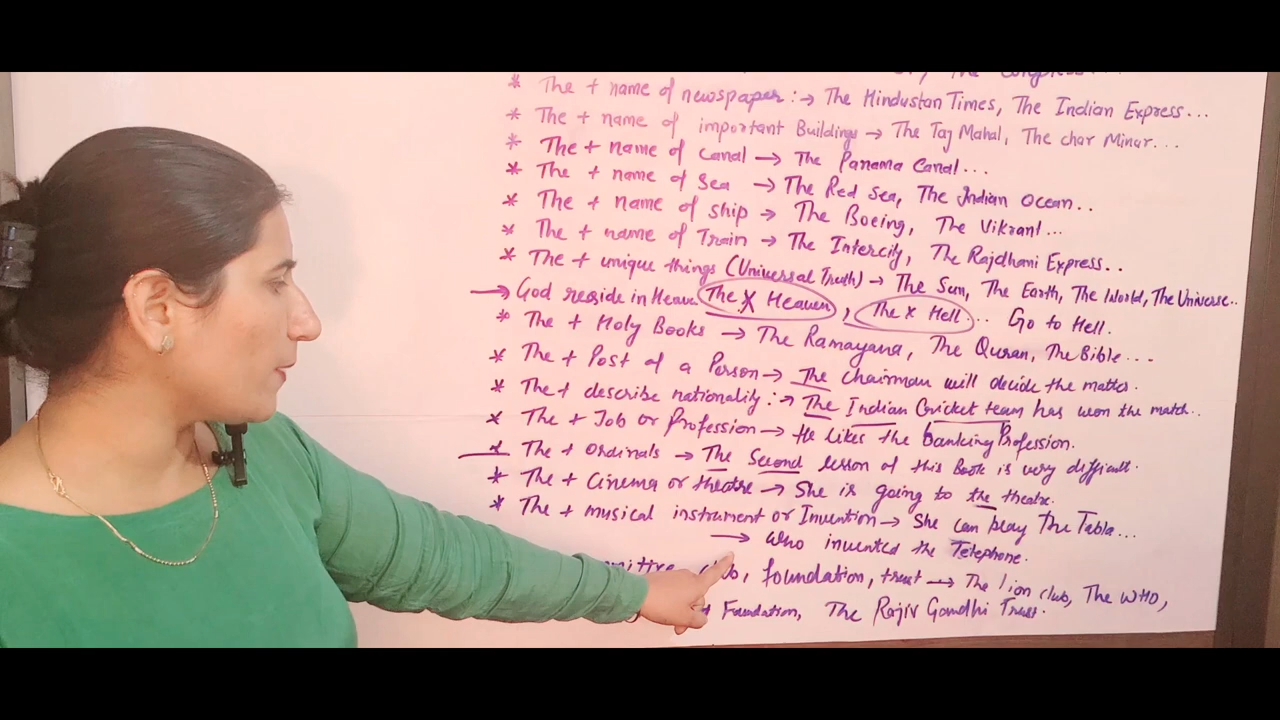 * The + name of newspaper :→ The Hindustan Times, The Indian Express...
* The + name of important Buildings → The Taj Mahal, The char Minar...
* The + name of Canal → The Panama Canal...
* The + name of Sea → The Red Sea, The Indian Ocean..
* The + name of ship → The Boeing, The Vikrant...
* The + name of Train → The Intercity, The Rajdhani Express..
* The + unique things (Universal Truth) → The Sun, The Earth, The World, The Universe..
→ God reside in Heaven The X Heaven, The x Hell... Go to Hell.
* The + Holy Books → The Ramayana, The Quran, The Bible...
* The + Post of a Person → The Chairman will decide the matter.
* The + describe nationality :→ The Indian Cricket team has won the match..
* The + Job or Profession → He likes the banking Profession.
* The + ordinals → The Second lesson of this Book is very difficult.
* The + Cinema or theatre → She is going to the theatre.
* The + musical instrument or Invention → She can play The Tabla...
→ Who invented the Telephone.
club, foundation, trust → The lion club, The WHO,
Foundation, The Rajiv Gandhi Trust.